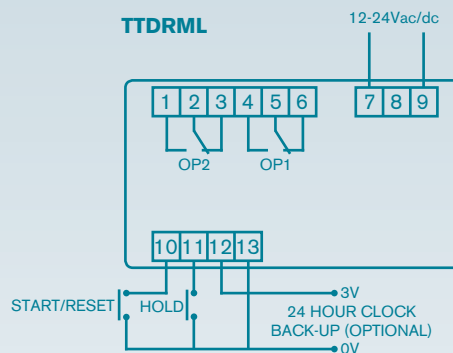 TTDRML
12-24Vac/dc
1 2 3 4 5 6
7 8 9
OP2
OP1
10 11 12 13
START/RESET
HOLD
3V
24 HOUR CLOCK
BACK-UP (OPTIONAL)
0V